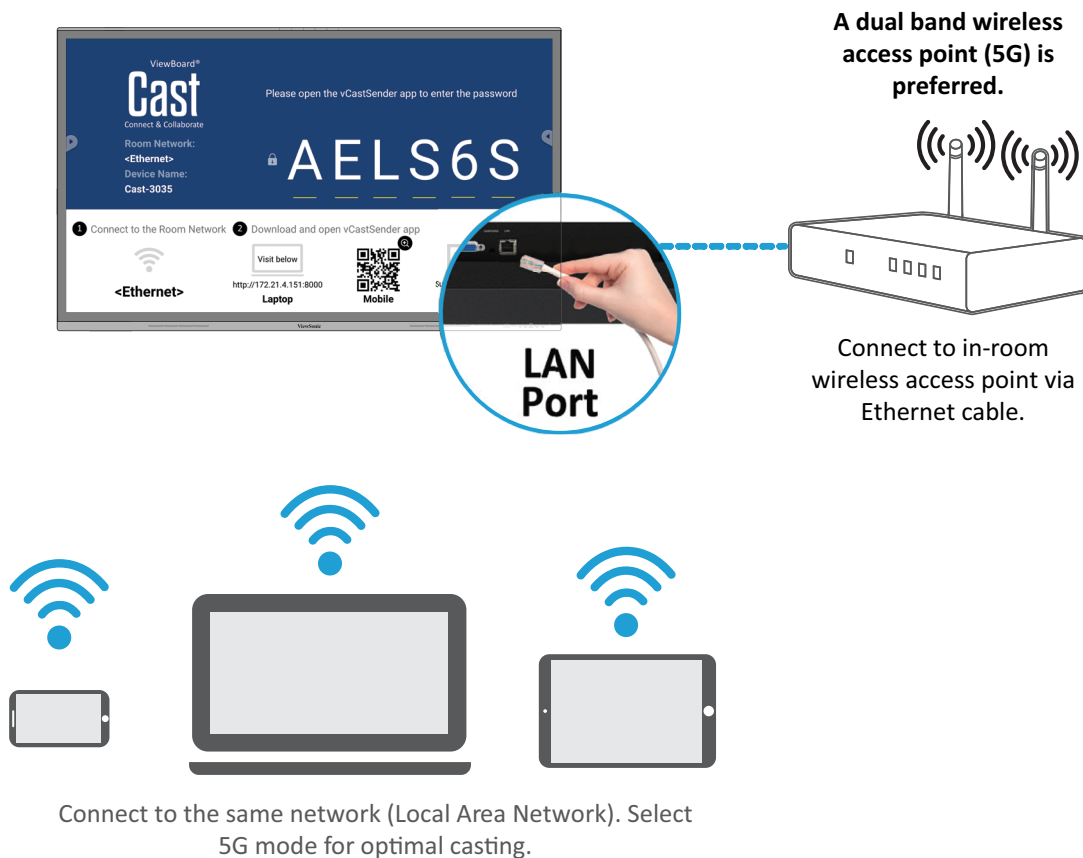 A dual band wireless
access point (5G) is
preferred.
ViewBoard®
Cast
Connect & Collaborate
Please open the vCastSender app to enter the password
Room Network:
<Ethernet>
Device Name:
Cast-3035
AELS6S
1 Connect to the Room Network
2 Download and open vCastSender app
Visit below
<Ethernet>
http://172.21.4.151:8000
Laptop
Mobile
Su
ViewSonic
LAN
Port
Connect to in-room
wireless access point via
Ethernet cable.
Connect to the same network (Local Area Network). Select
5G mode for optimal casting.